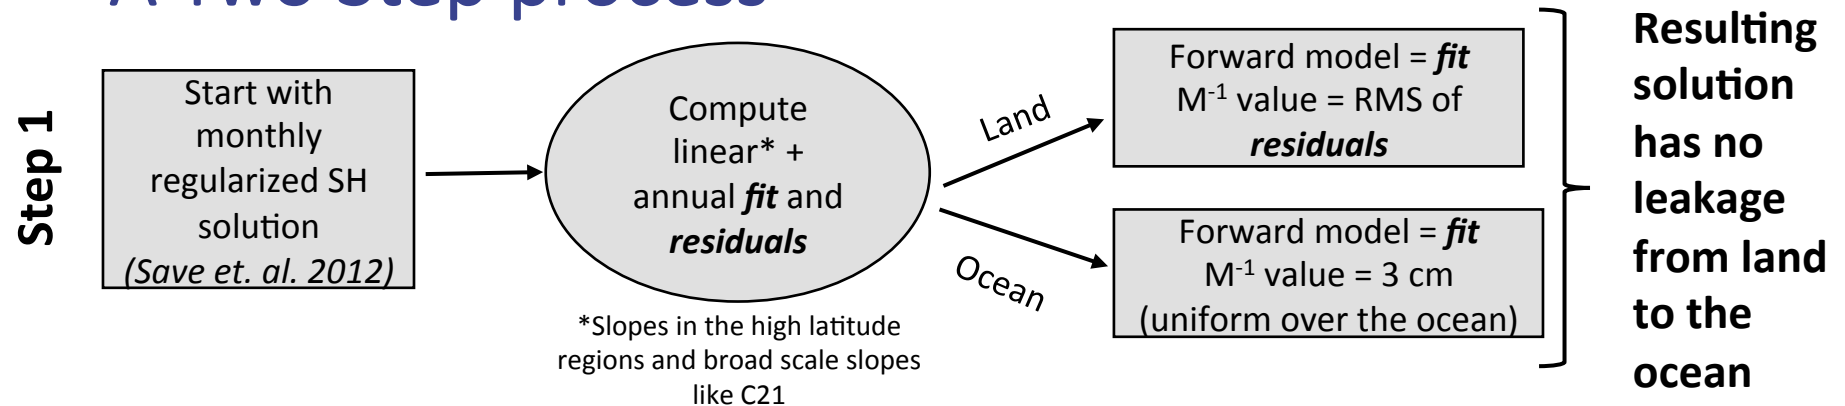 A Two Step process
Step 1
Start with
monthly
regularized SH
solution
(Save et. al. 2012)
Compute
linear* +
annual fit and
residuals
*Slopes in the high latitude
regions and broad scale slopes
like C21
Land
Ocean
Forward model = fit
M-1 value = RMS of
residuals
Forward model = fit
M-1 value = 3 cm
(uniform over the ocean)
Resulting
solution
has no
leakage
from land
to the
ocean